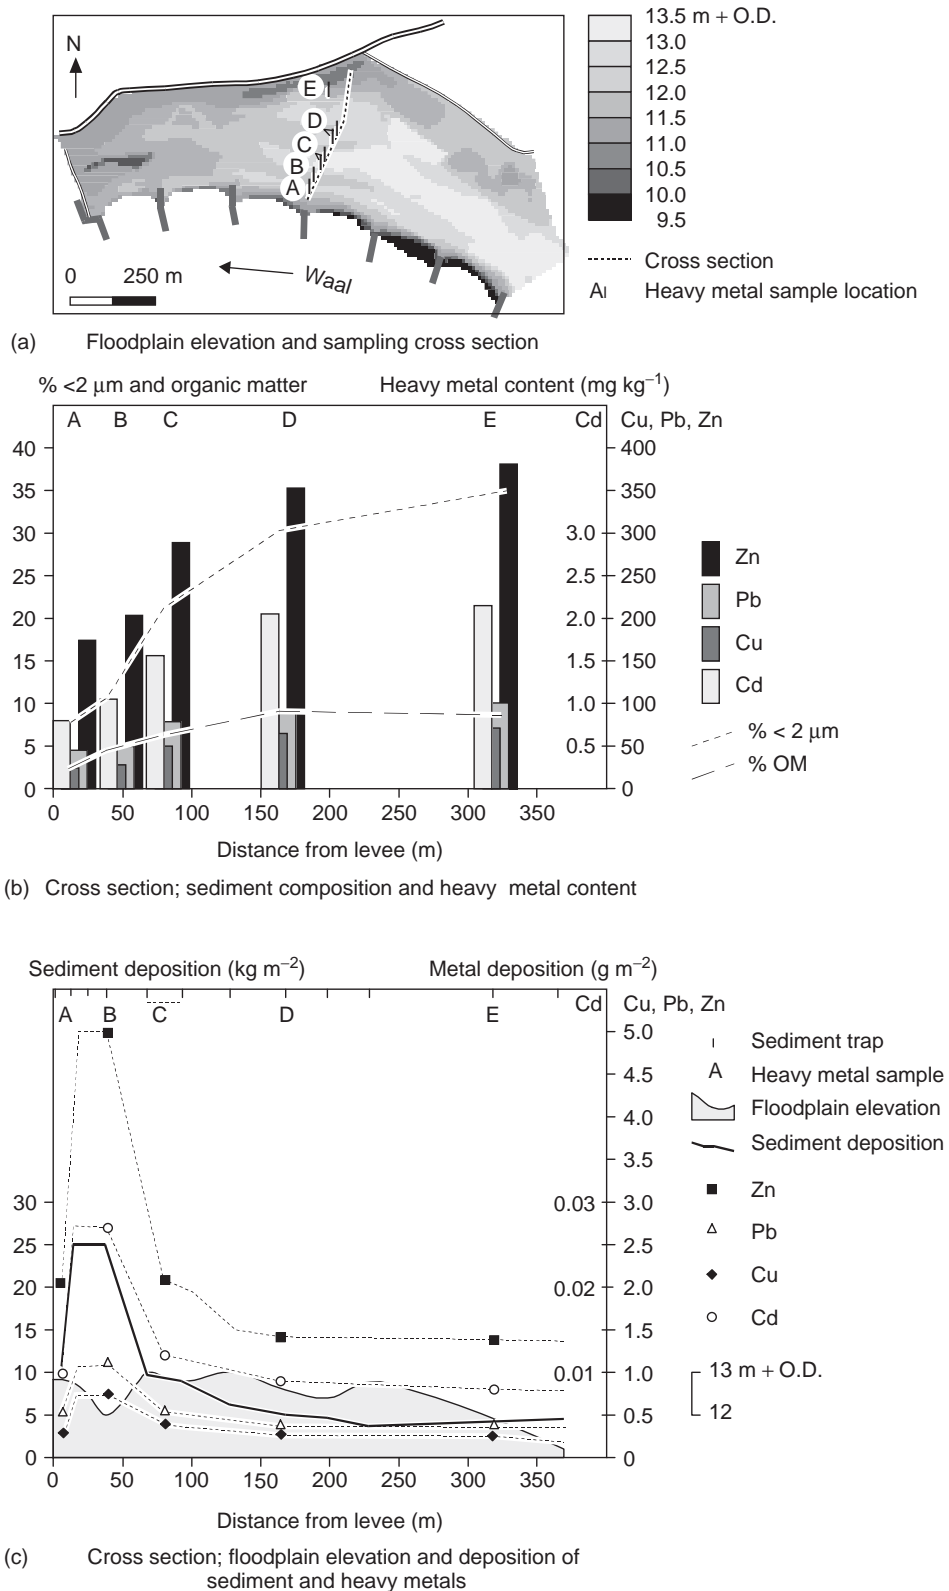 N
E
D
C
B
A
0 250 m
Waal
13.5 m + O.D.
13.0
12.5
12.0
11.5
11.0
10.5
10.0
9.5
Cross section
A Heavy metal sample location
(a) Floodplain elevation and sampling cross section
% <2 μm and organic matter Heavy metal content (mg kg⁻¹)
A B C D E Cd Cu, Pb, Zn
40 400
35 350
30 3.0 300
25 2.5 250
20 2.0 200
15 1.5 150
10 1.0 100
5 0.5 50
0 0
0 50 100 150 200 250 300 350
Distance from levee (m)
Zn
Pb
Cu
Cd
% < 2 μm
% OM
(b) Cross section; sediment composition and heavy metal content
Sediment deposition (kg m⁻²) Metal deposition (g m⁻²)
A B C D E Cd Cu, Pb, Zn
5.0
4.5
4.0
3.5
30 0.03 3.0
25 2.5
20 0.02 2.0
15 1.5
10 0.01 1.0
5 0.5
0 0
0 50 100 150 200 250 300 350
Distance from levee (m)
Sediment trap
A Heavy metal sample
Floodplain elevation
Sediment deposition
Zn
Pb
Cu
Cd
13 m + O.D.
12
(c) Cross section; floodplain elevation and deposition of
sediment and heavy metals